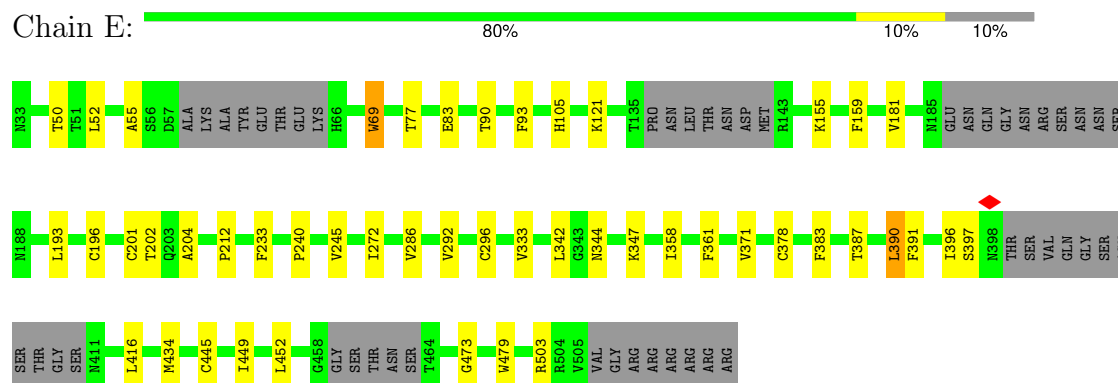 Chain E:
80% 10% 10%
N33 T50 T51 L52 A55 S56 D57 ALA LYS ALA TYR GLU THR GLU LYS H66 W69 T77 E83 T90 F93 H105 K121 T135 PRO ASN LEU THR ASN ASP MET R143 K155 F159 V181 N185 GLU ASN GLN GLY ASN ARG SER ASN ASN SER
N188 L193 C196 C201 T202 Q203 A204 P212 F233 P240 V245 I272 V286 V292 C296 V333 L342 G343 N344 K347 I358 F361 V371 C378 F383 T387 L390 F391 I396 S397 N398 THR SER VAL GLN GLY SER
SER THR GLY SER N411 L416 M434 C445 I449 L452 G458 GLY SER THR ASN SER T464 G473 W479 R503 R504 V505 VAL GLY ARG ARG ARG ARG ARG ARG